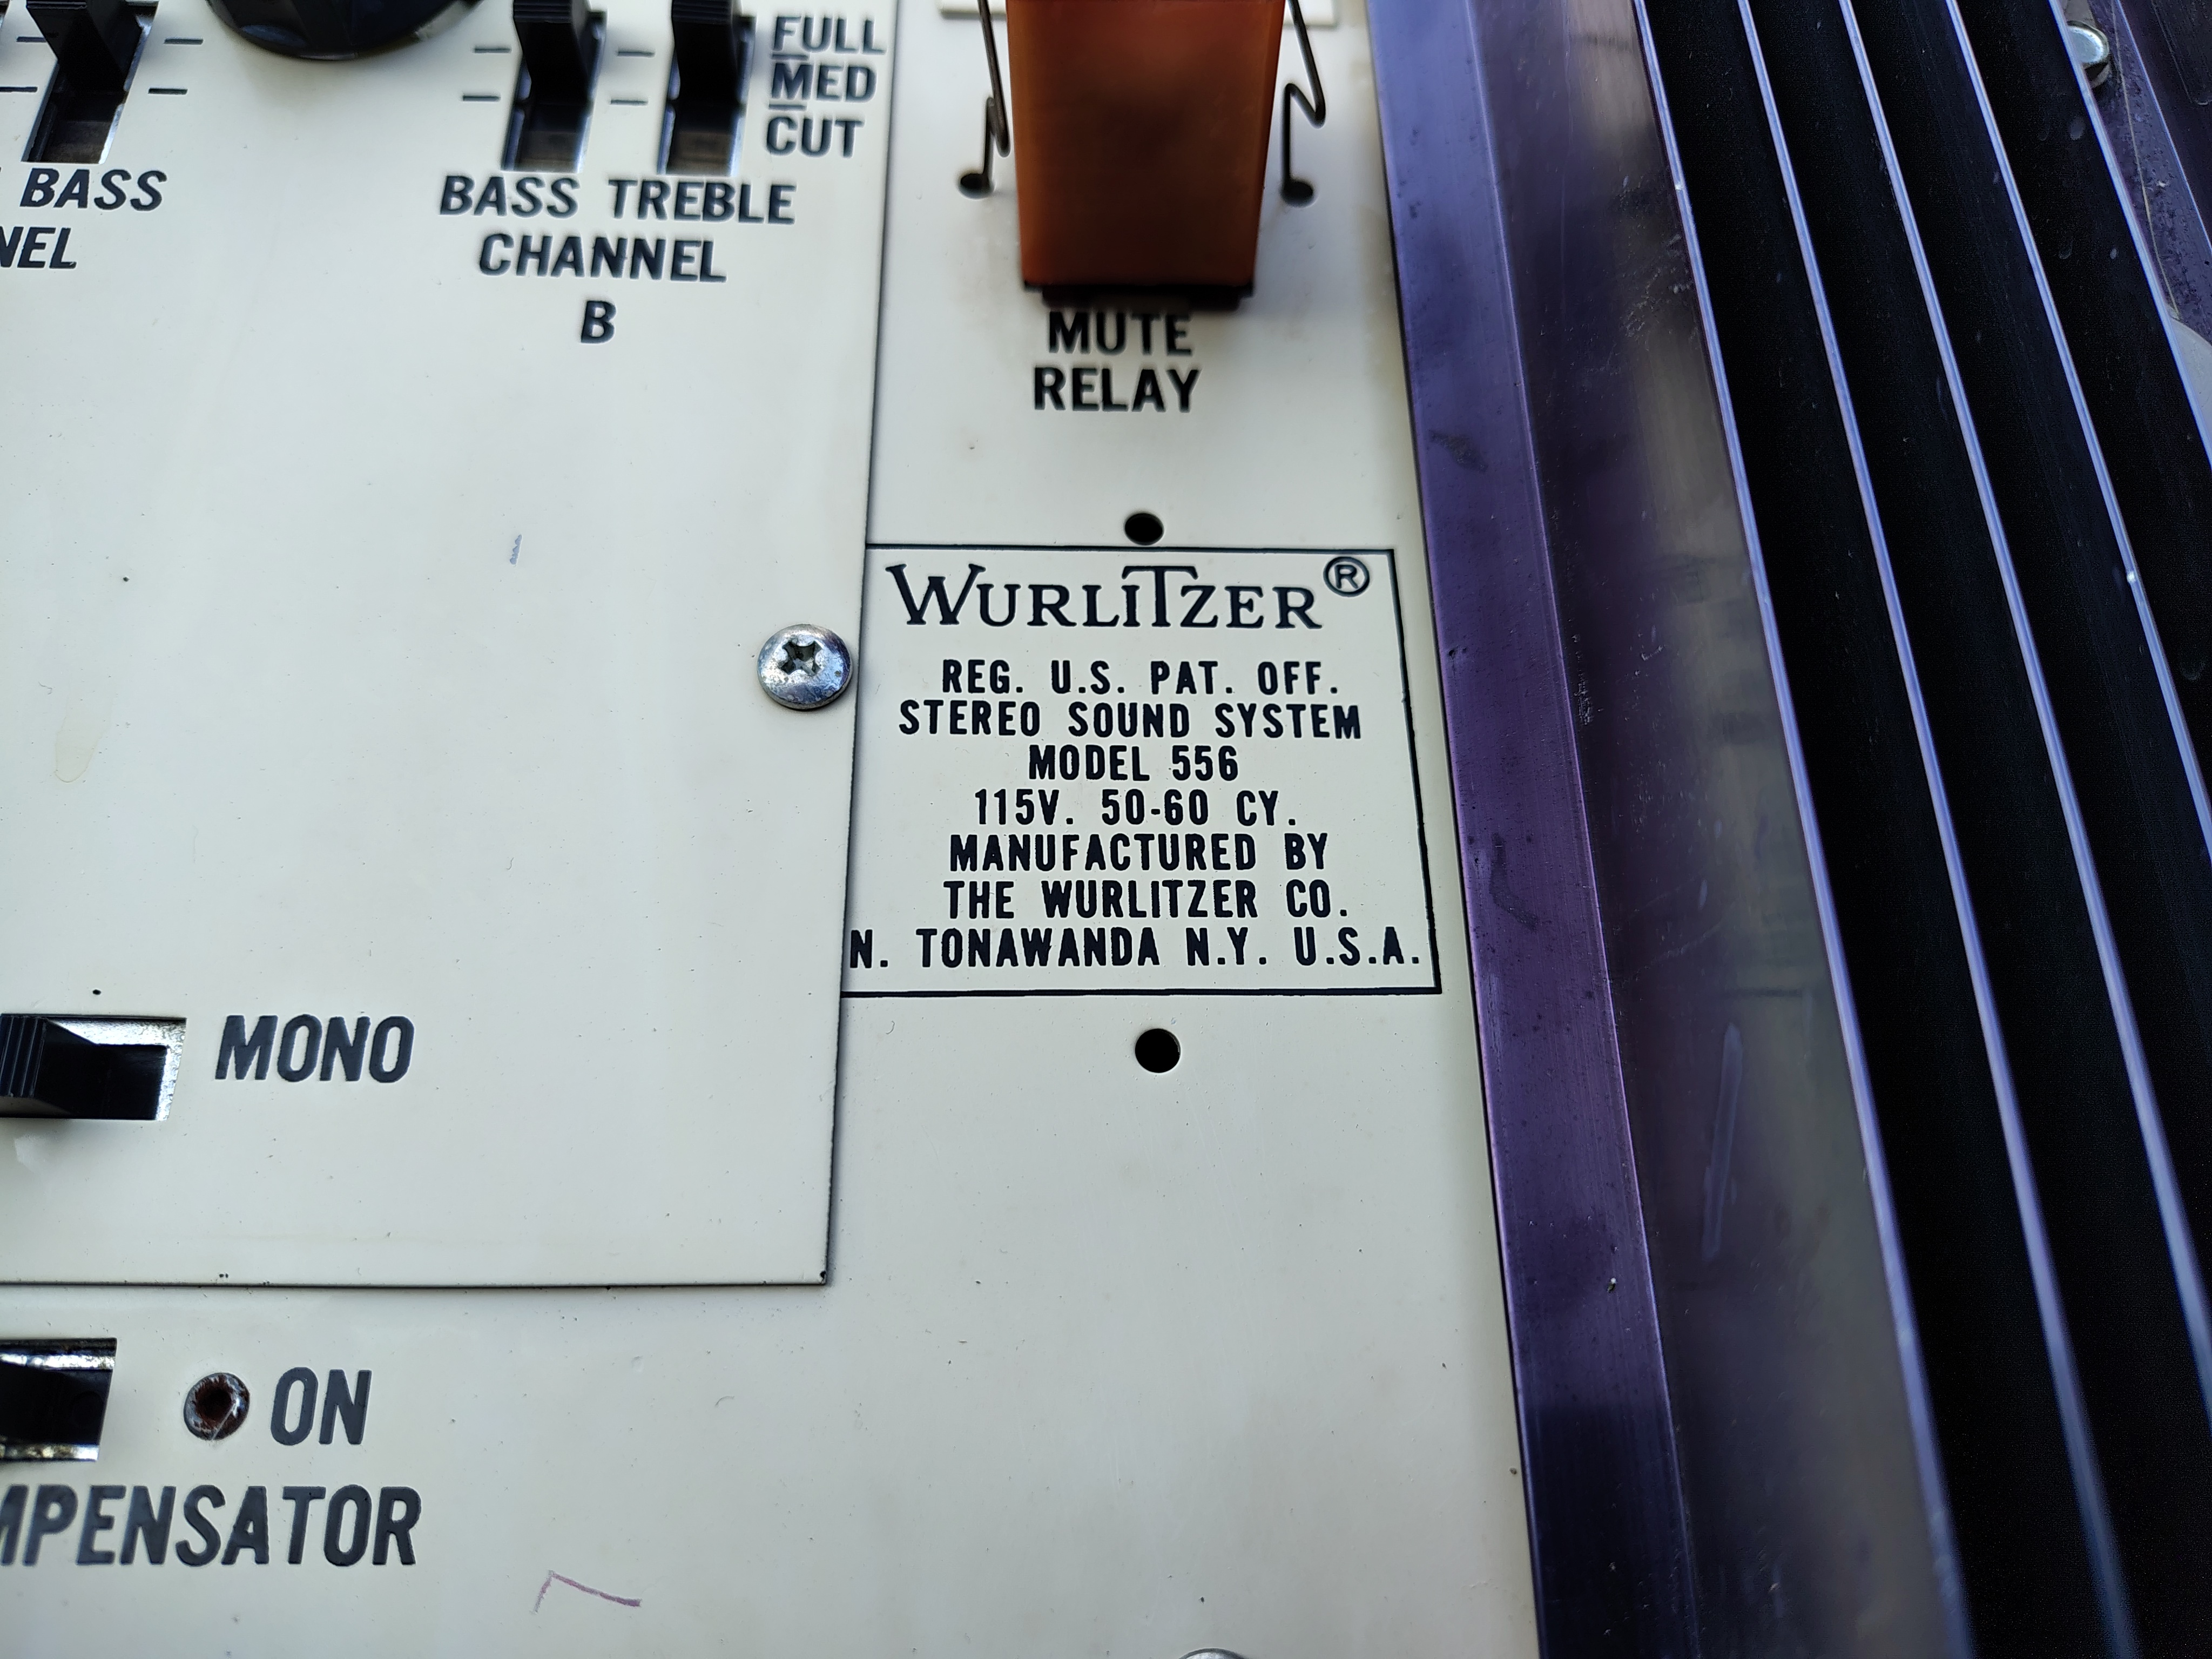 FULL
MED
CUT
BASS
NEL
BASS TREBLE
CHANNEL
B
MUTE
RELAY
WURLiTZER®
REG. U.S. PAT. OFF.
STEREO SOUND SYSTEM
MODEL 556
115V. 50-60 CY.
MANUFACTURED BY
THE WURLITZER CO.
N. TONAWANDA N.Y. U.S.A.
MONO
ON
MPENSATOR